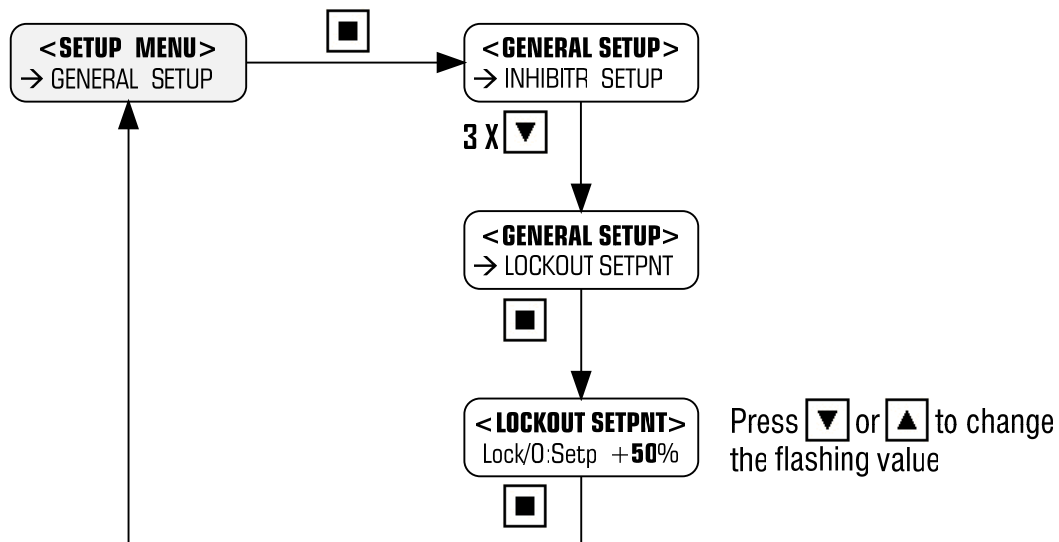 <SETUP MENU>
→ GENERAL SETUP
<GENERAL SETUP>
→ INHIBITR SETUP
3 X ▼
<GENERAL SETUP>
→ LOCKOUT SETPNT
<LOCKOUT SETPNT>
Lock/O:Setp +50%
Press ▼ or ▲ to change
the flashing value